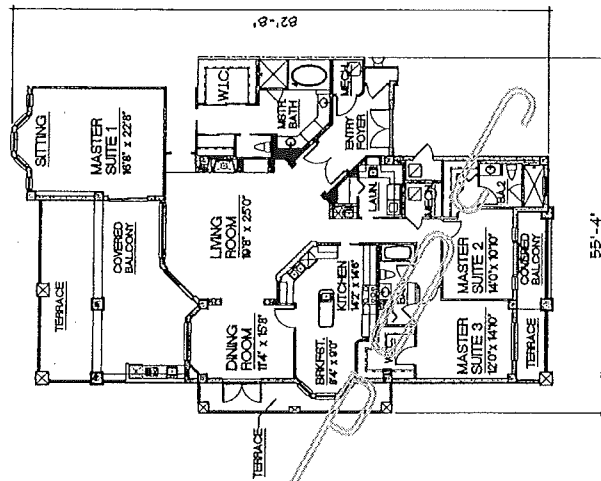 82'-8"
55'-4"
SITTING
MASTER
SUITE 1
16'8" x 22'8"
W.I.C.
MSTR.
BATH
MECH.
ENTRY
FOYER
TERRACE
COVERED
BALCONY
LIVING
ROOM
19'8" x 25'0"
LAUN.
BA.2
DINING
ROOM
11'4" x 15'8"
KITCHEN
14'2" x 14'6"
BRKFST.
8'4" x 9'0"
MASTER
SUITE 2
14'0" x 10'10"
COVERED
BALCONY
MASTER
SUITE 3
12'0" x 14'10"
TERRACE
TERRACE